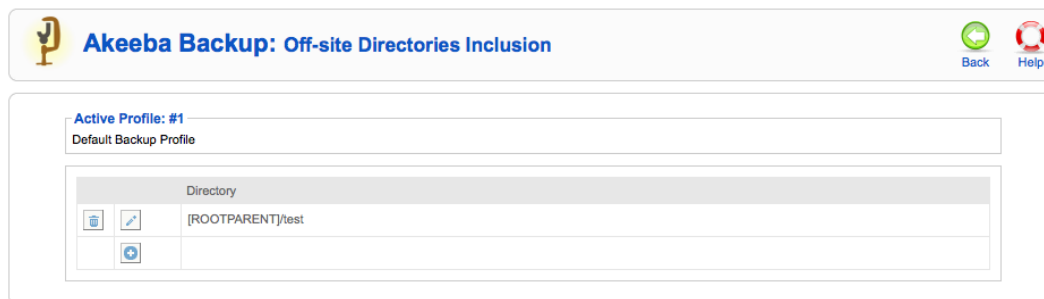 Akeeba Backup: Off-site Directories Inclusion
Back
Help
Active Profile: #1
Default Backup Profile
Directory
[ROOTPARENT]/test